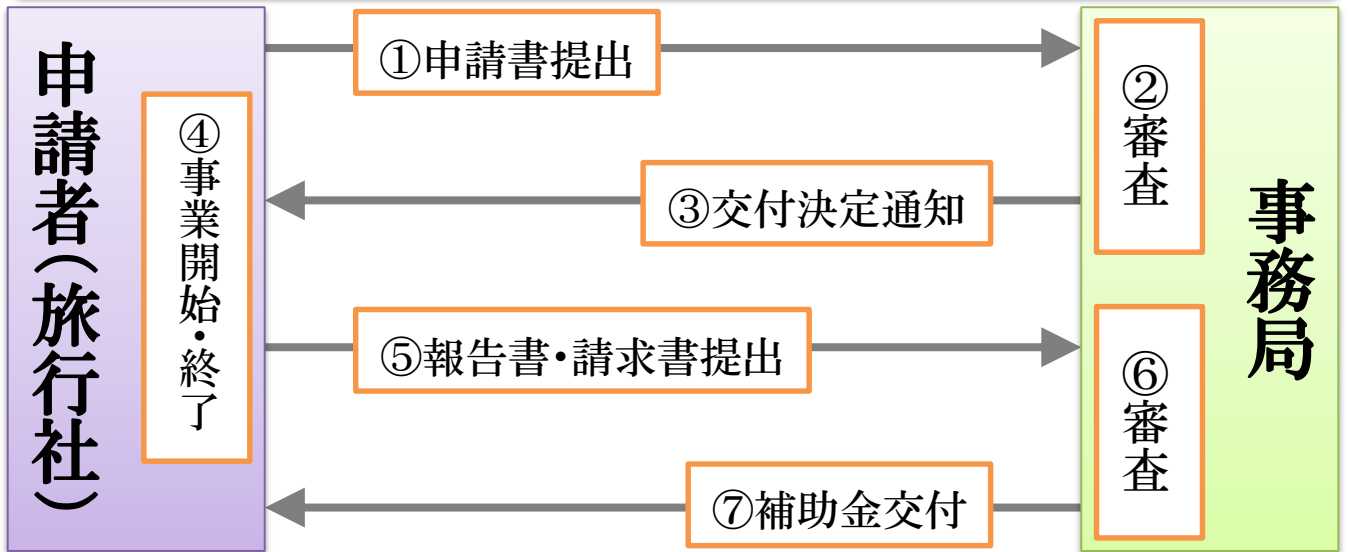 申請者(旅行社)
①申請書提出
②審査
③交付決定通知
④事業開始・終了
⑤報告書・請求書提出
⑥審査
⑦補助金交付
事務局